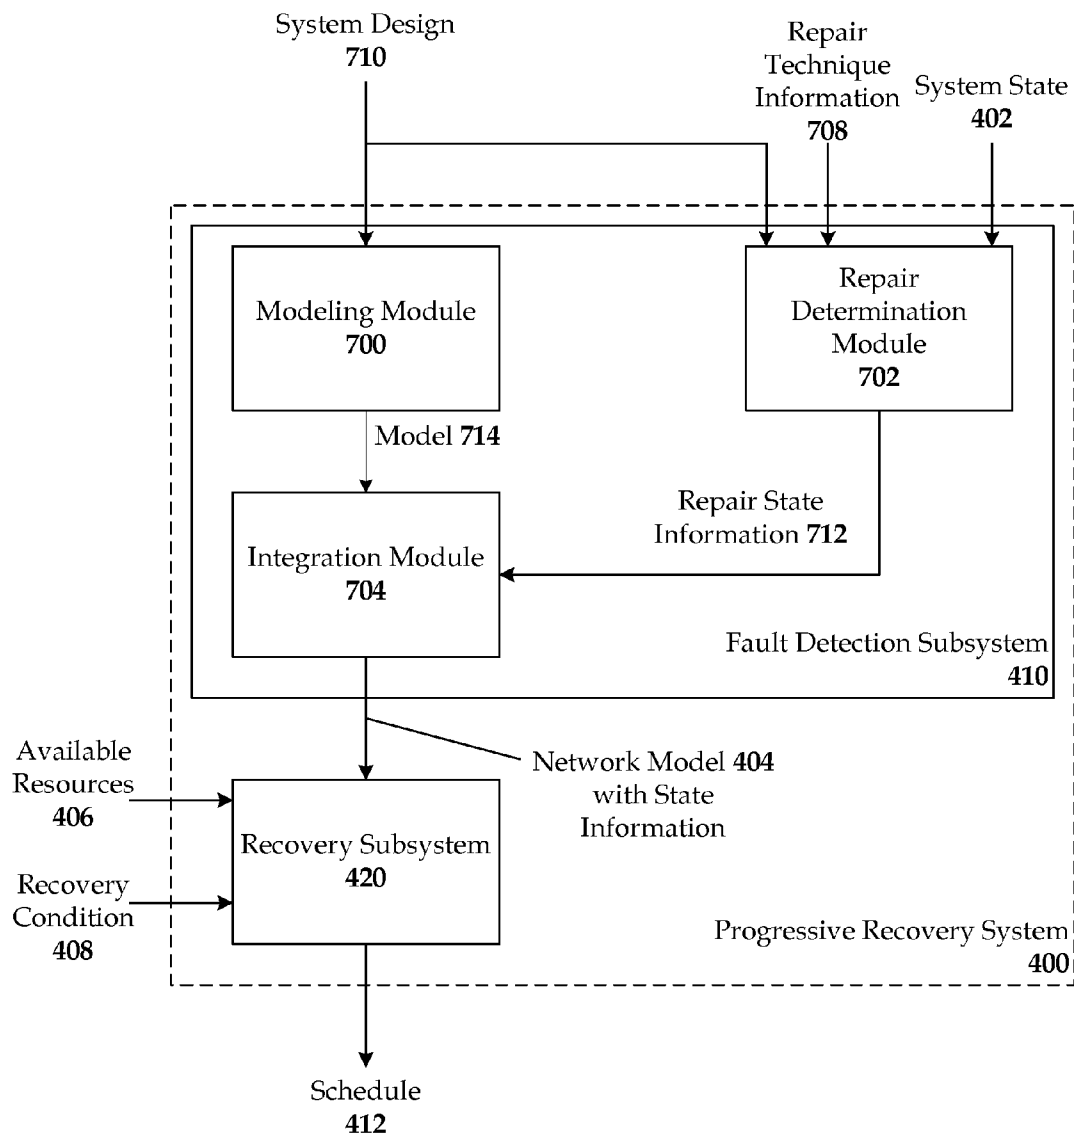 System Design
710
Repair
Technique
Information
708
System State
402
Modeling Module
700
Repair
Determination
Module
702
Model 714
Repair State
Information 712
Integration Module
704
Fault Detection Subsystem
410
Available
Resources
406
Network Model 404
with State
Information
Recovery Subsystem
420
Recovery
Condition
408
Progressive Recovery System
400
Schedule
412